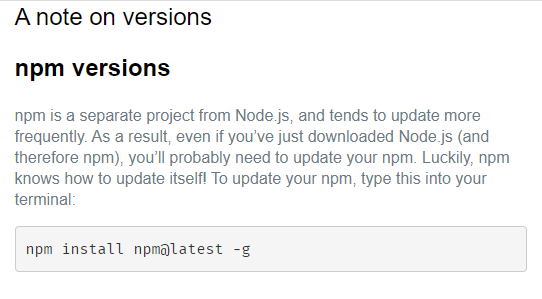 A note on versions
npm versions
npm is a separate project from Node.js, and tends to update more
frequently. As a result, even if you’ve just downloaded Node.js (and
therefore npm), you’ll probably need to update your npm. Luckily, npm
knows how to update itself! To update your npm, type this into your
terminal:
npm install npm@latest -g